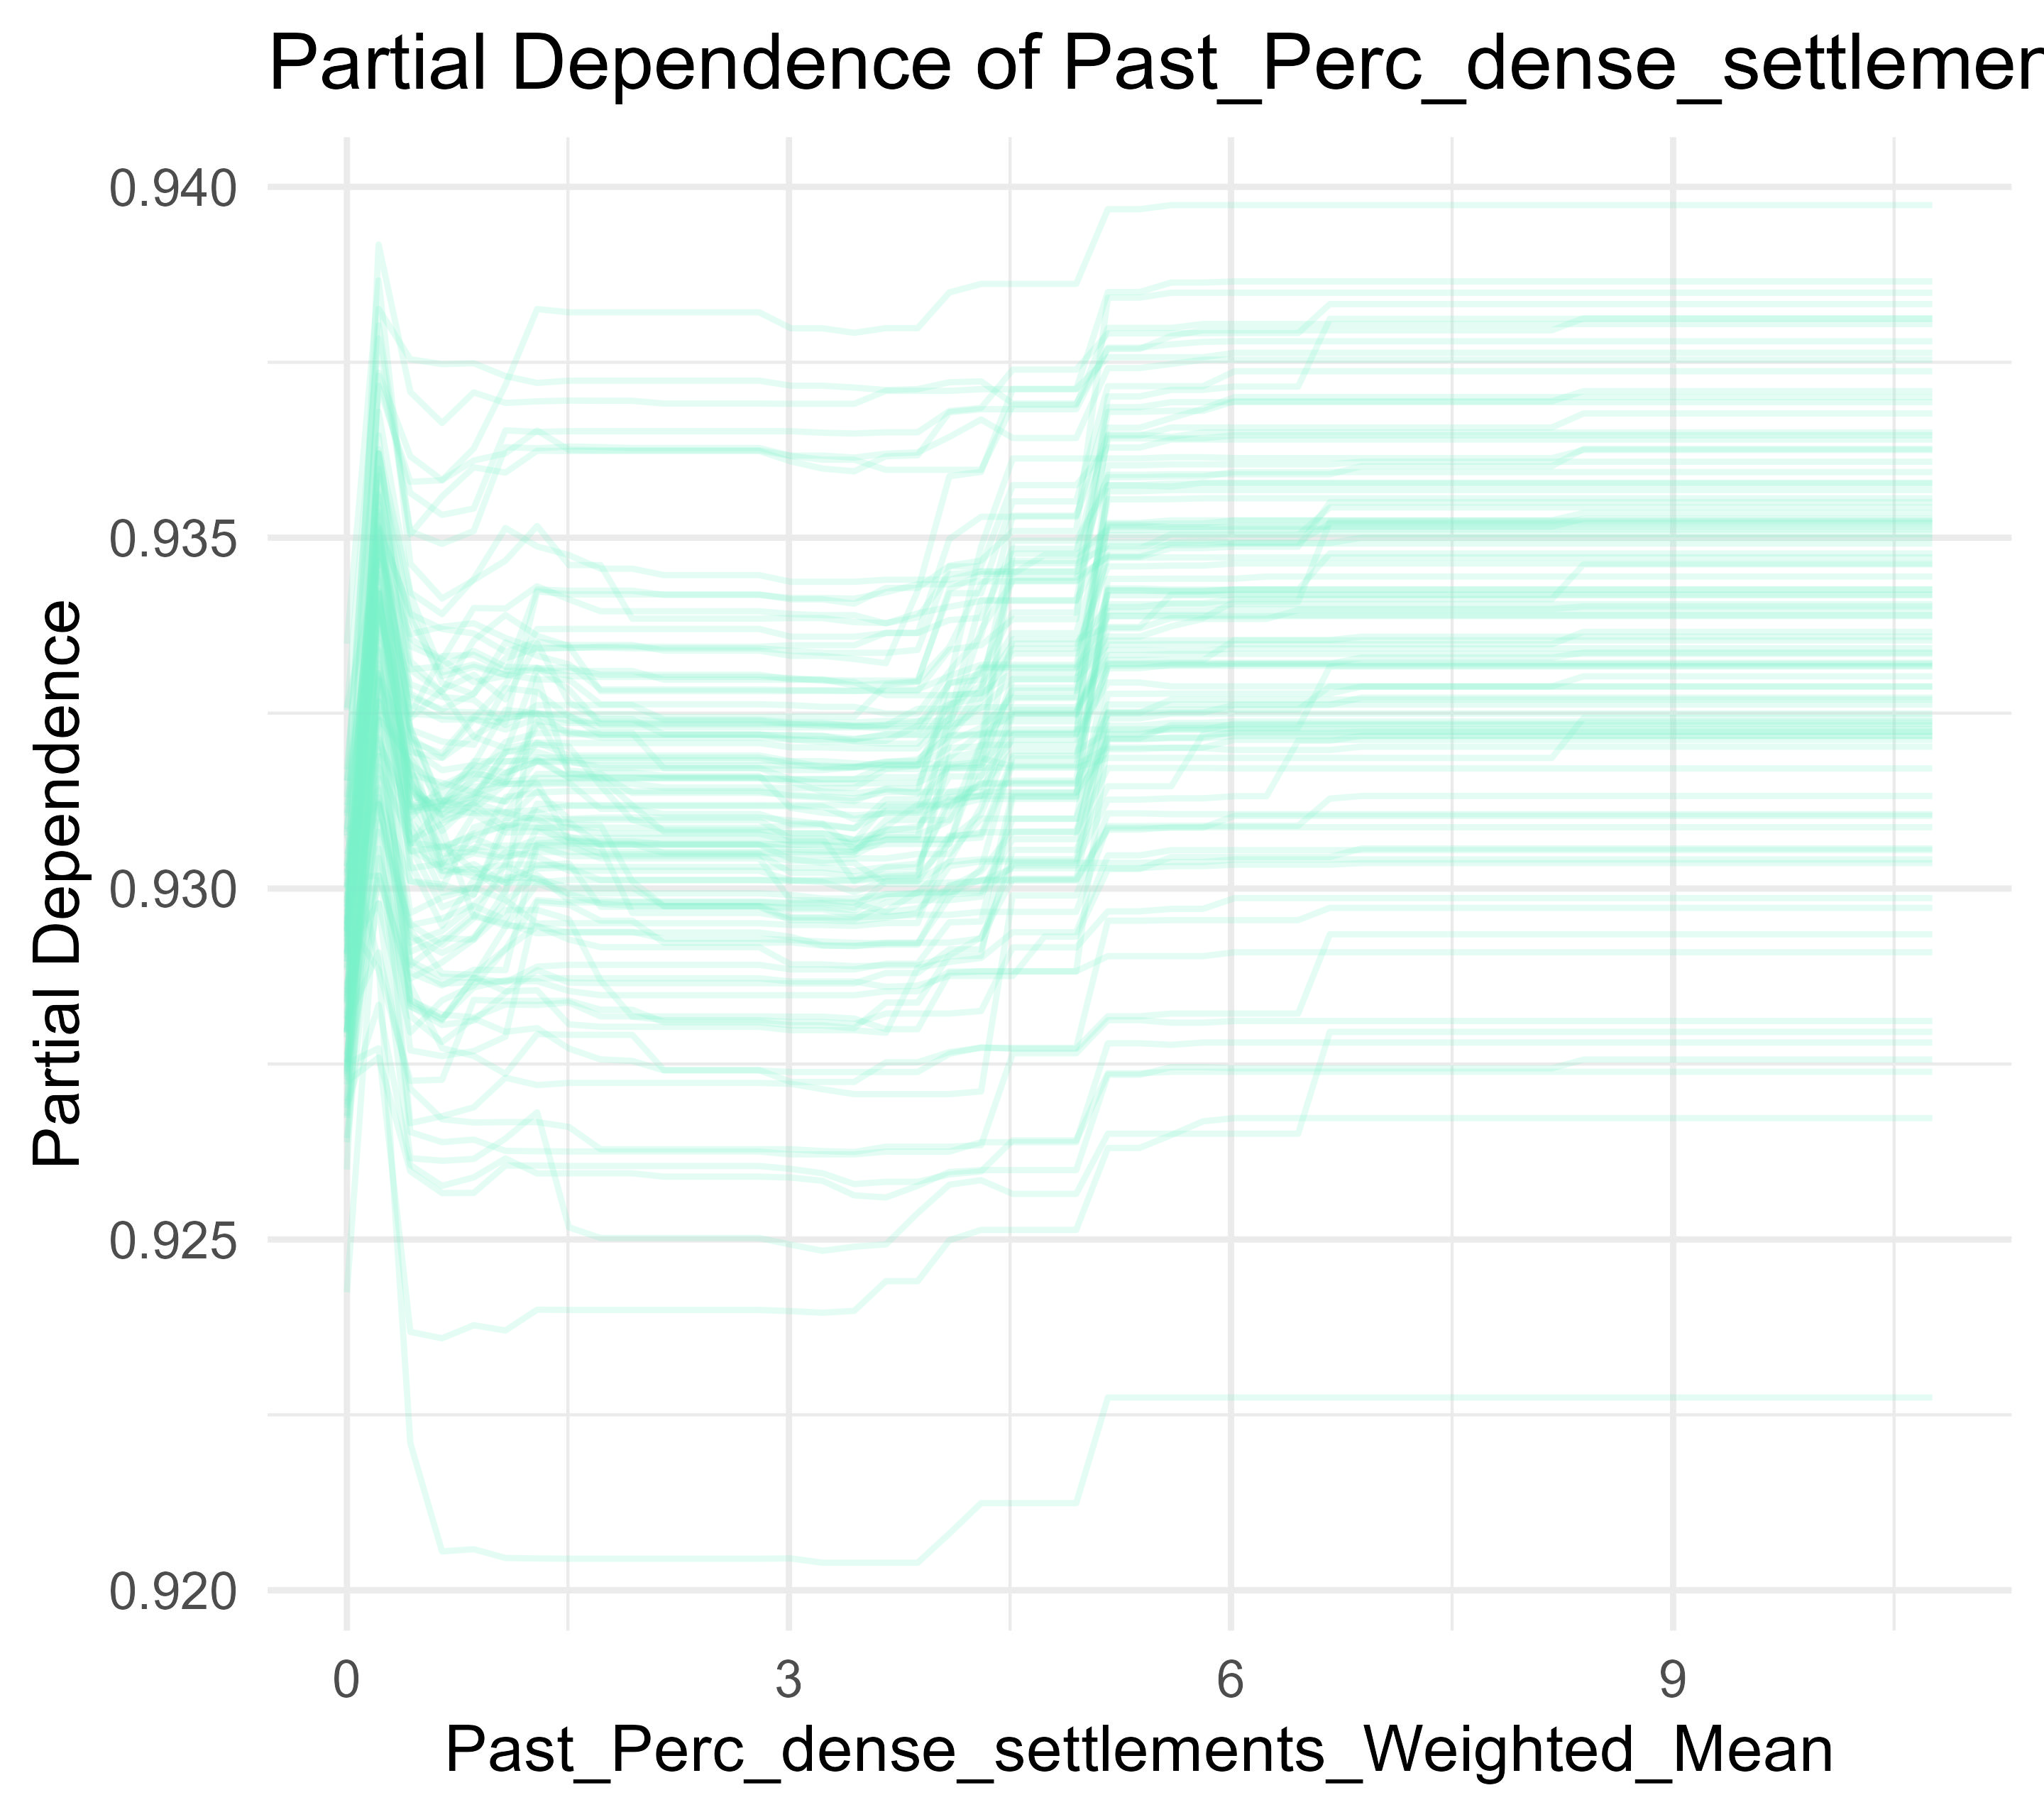 Partial Dependence of Past_Perc_dense_settlemen
0.940
0.935
0.930
0.925
0.920
Partial Dependence
0 3 6 9
Past_Perc_dense_settlements_Weighted_Mean